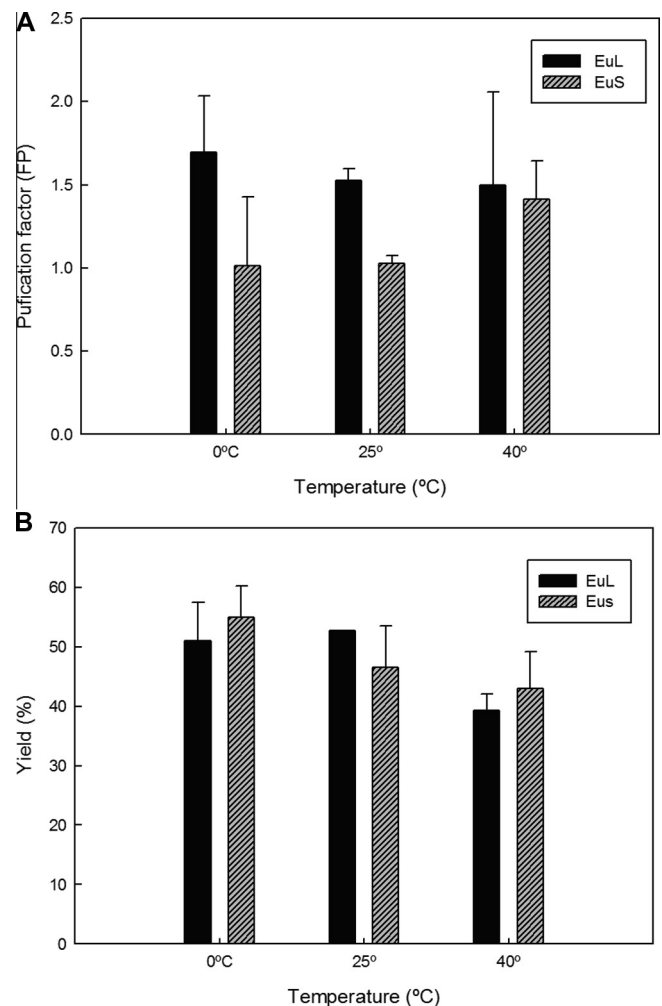 A
2.5
2.0
1.5
1.0
0.5
0.0
Pufication factor (FP)
EuL
EuS
0ºC
25º
40º
Temperature (ºC)
B
70
60
50
40
30
20
10
0
Yield (%)
EuL
Eus
0ºC
25º
40º
Temperature (ºC)